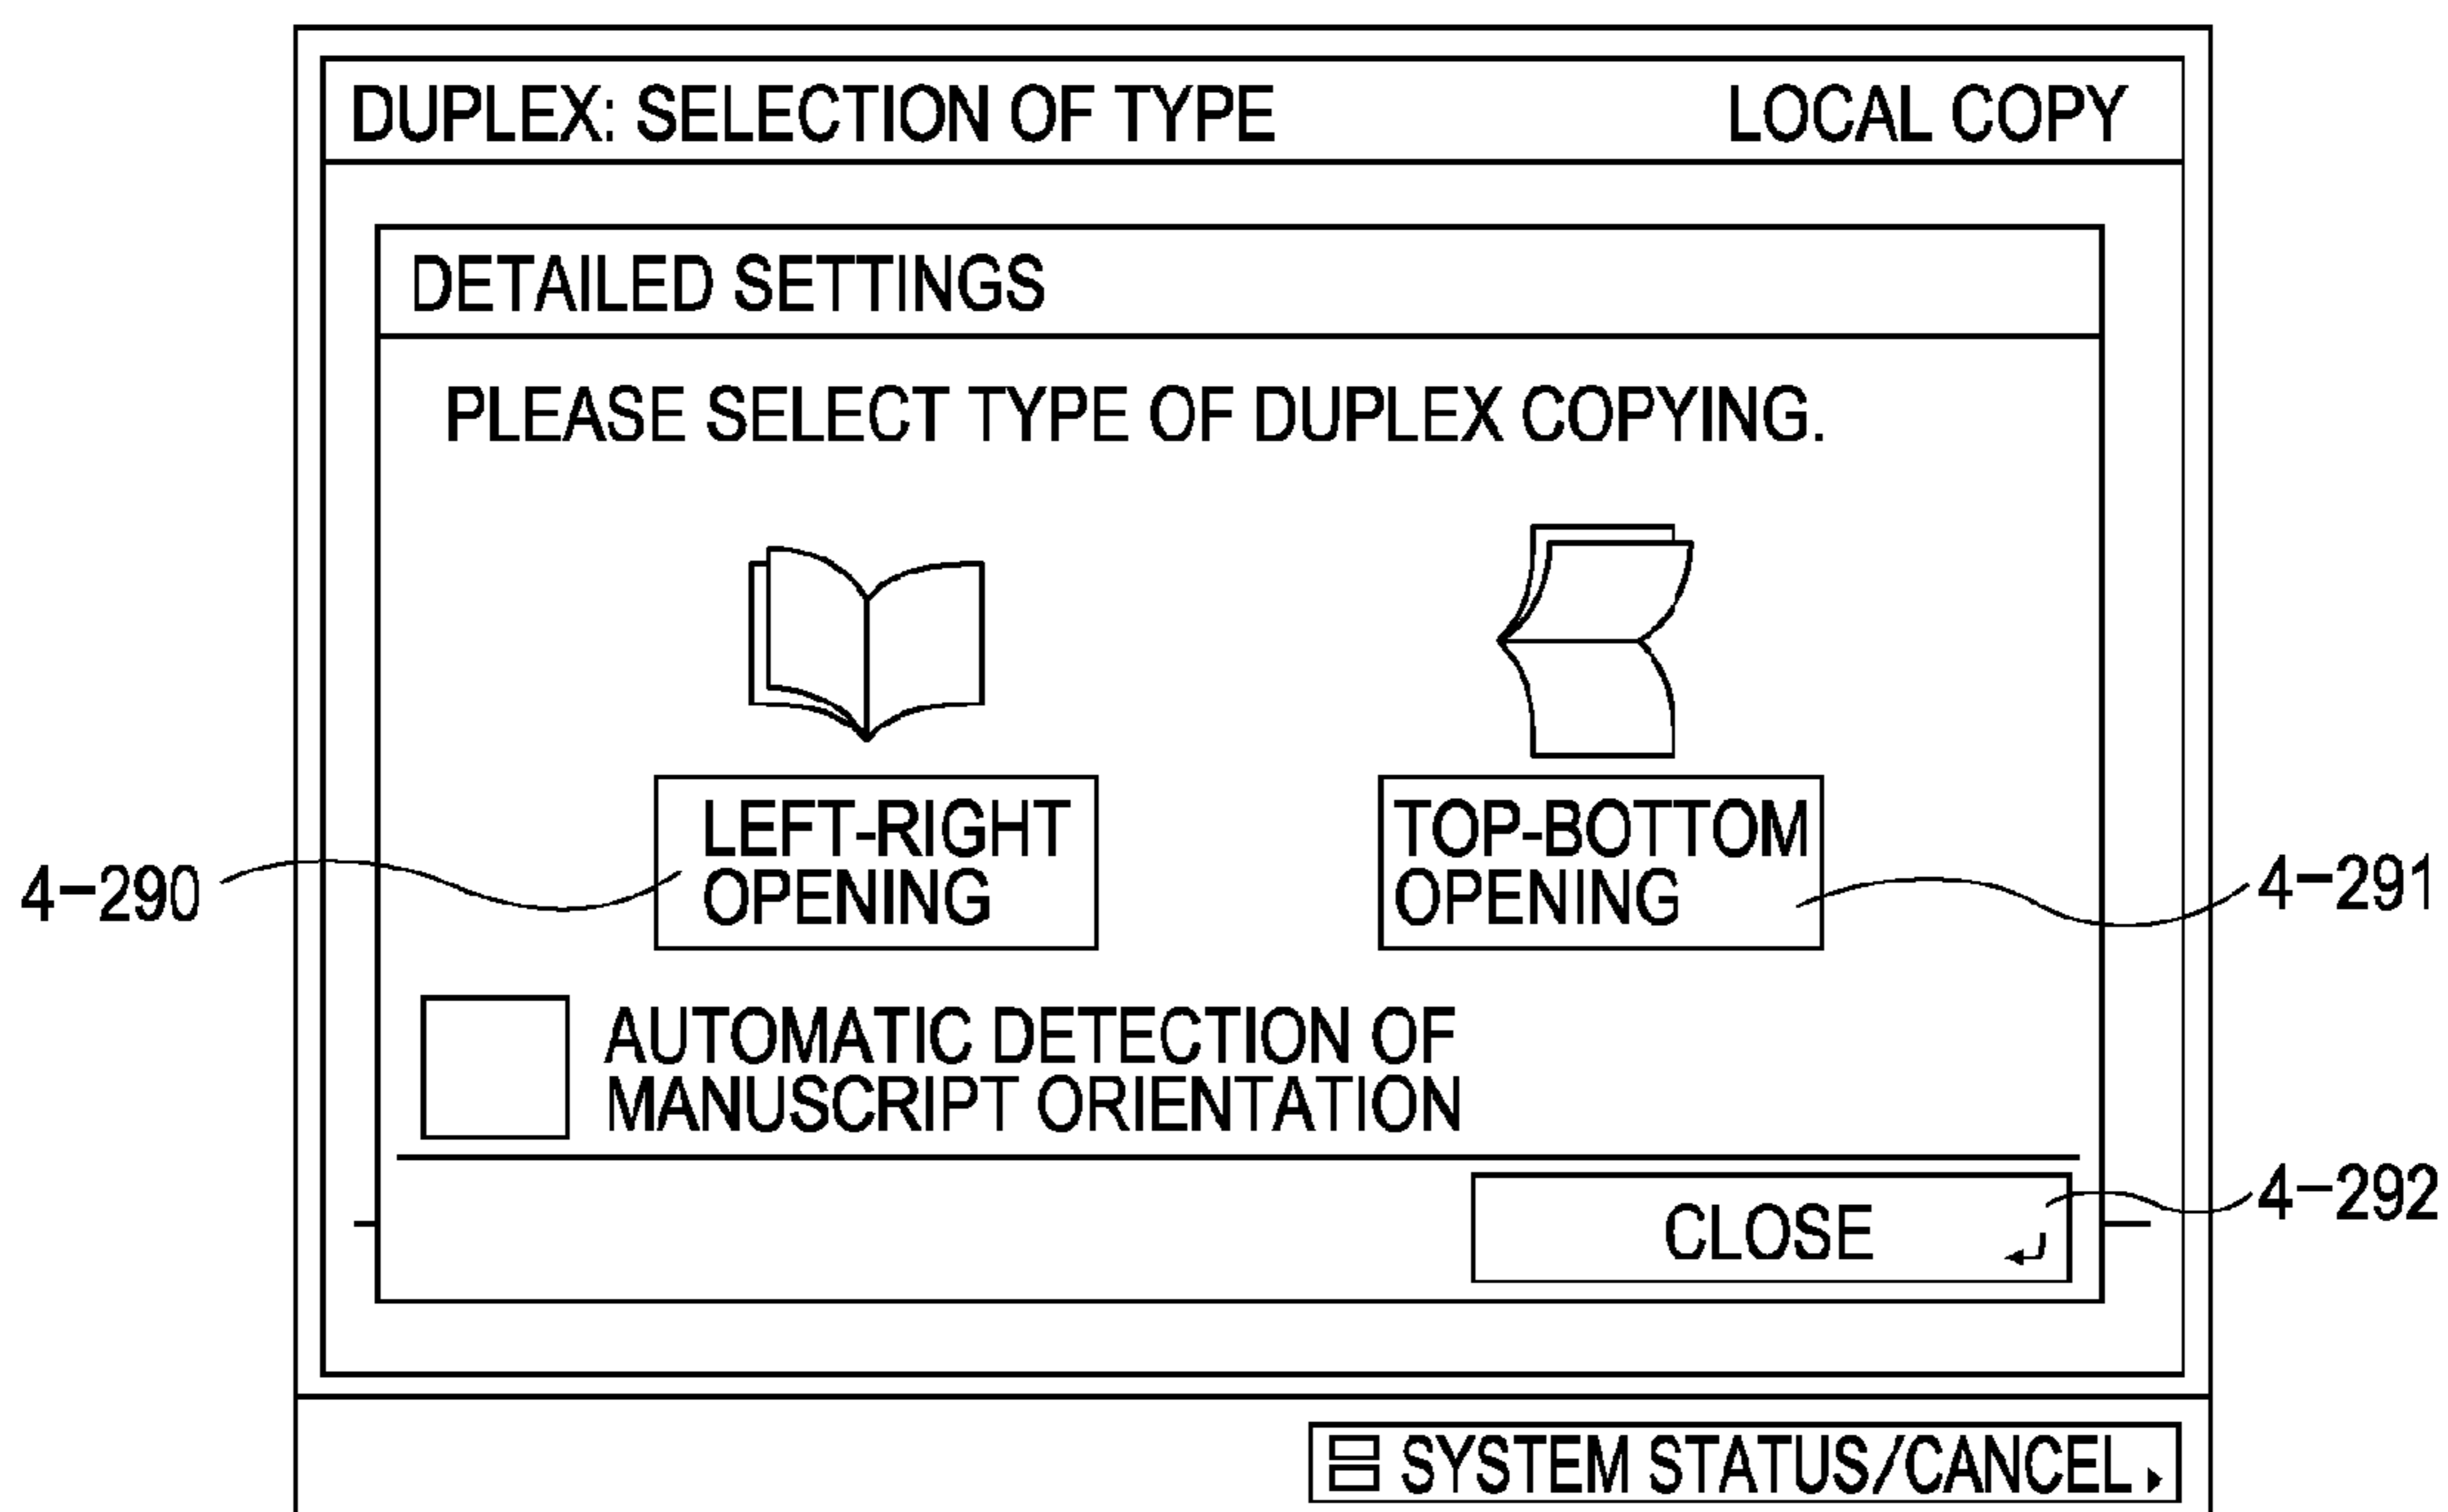 DUPLEX: SELECTION OF TYPE LOCAL COPY
DETAILED SETTINGS
PLEASE SELECT TYPE OF DUPLEX COPYING.
LEFT-RIGHT
OPENING
TOP-BOTTOM
OPENING
4-290
4-291
AUTOMATIC DETECTION OF
MANUSCRIPT ORIENTATION
CLOSE
4-292
SYSTEM STATUS/CANCEL